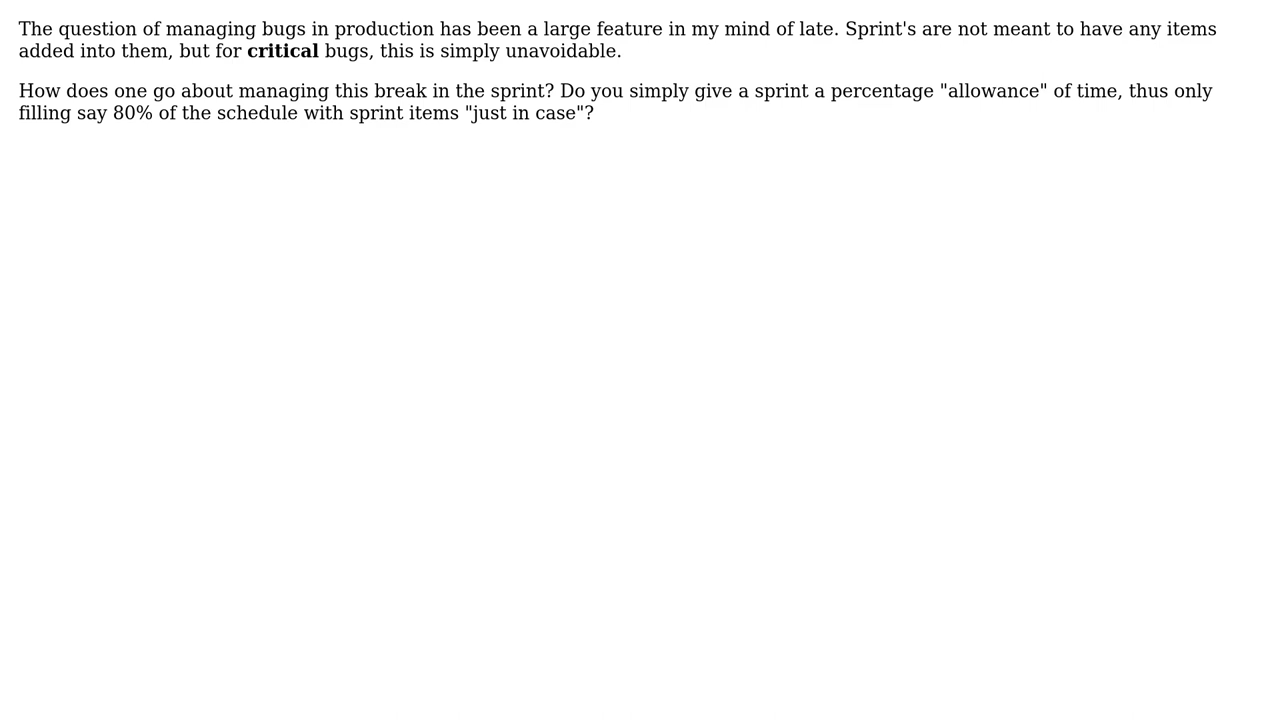 The question of managing bugs in production has been a large feature in my mind of late. Sprint's are not meant to have any items
added into them, but for critical bugs, this is simply unavoidable.
How does one go about managing this break in the sprint? Do you simply give a sprint a percentage "allowance" of time, thus only
filling say 80% of the schedule with sprint items "just in case"?